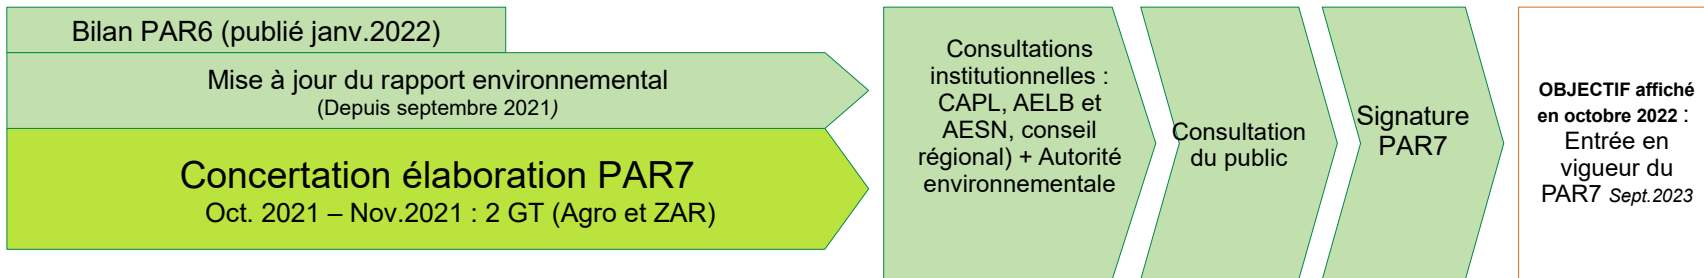 Bilan PAR6 (publié janv.2022)
Mise à jour du rapport environnemental
(Depuis septembre 2021)
Concertation élaboration PAR7
Oct. 2021 – Nov.2021 : 2 GT (Agro et ZAR)
Consultations
institutionnelles :
CAPL, AELB et
AESN, conseil
régional) + Autorité
environnementale
Consultation
du public
Signature
PAR7
OBJECTIF affiché
en octobre 2022 :
Entrée en
vigueur du
PAR7 Sept.2023